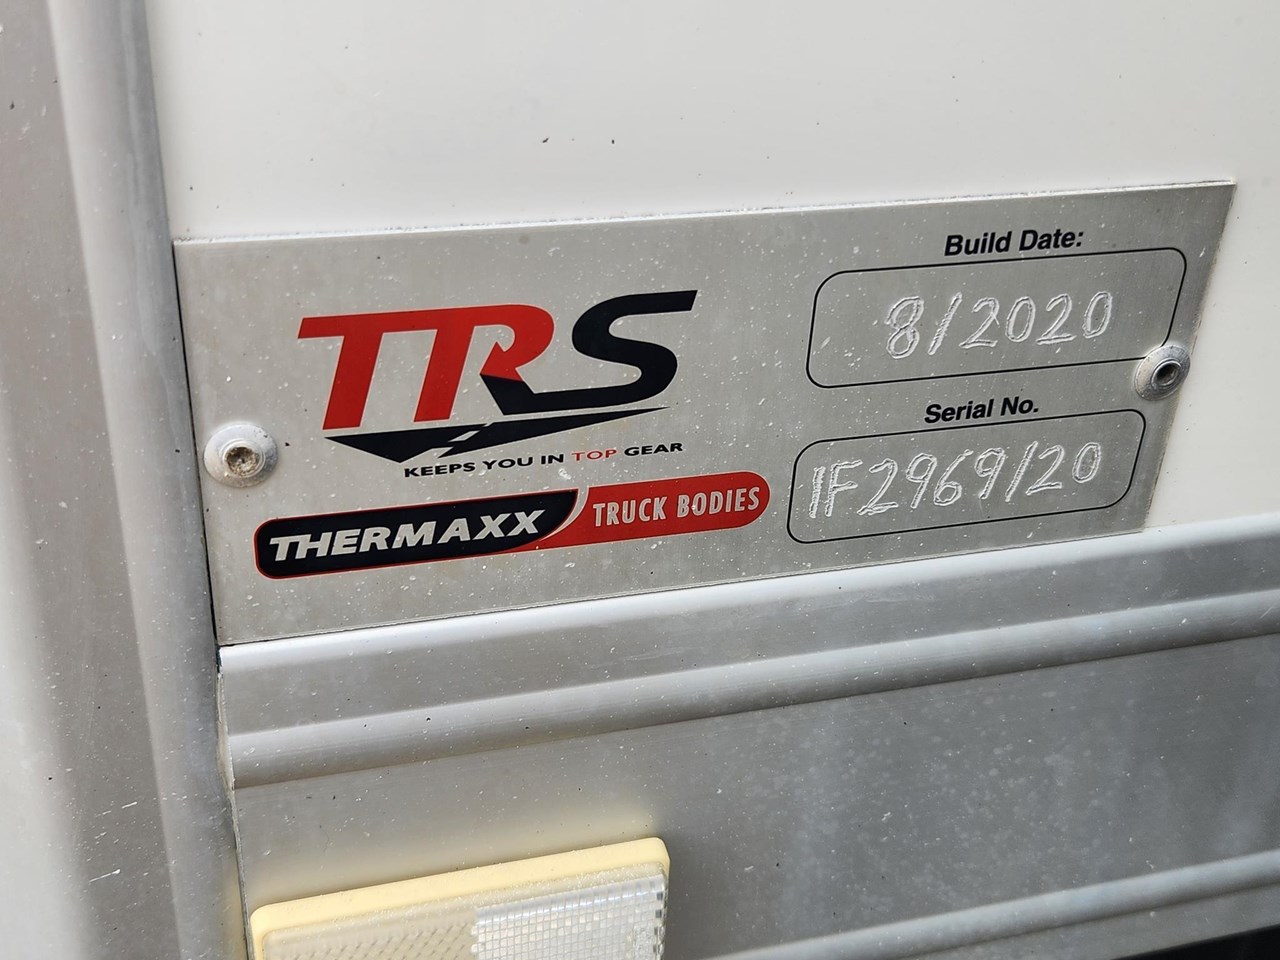 TRS
KEEPS YOU IN TOP GEAR
THERMAXX TRUCK BODIES
Build Date:
8/2020
Serial No.
IF2969/20